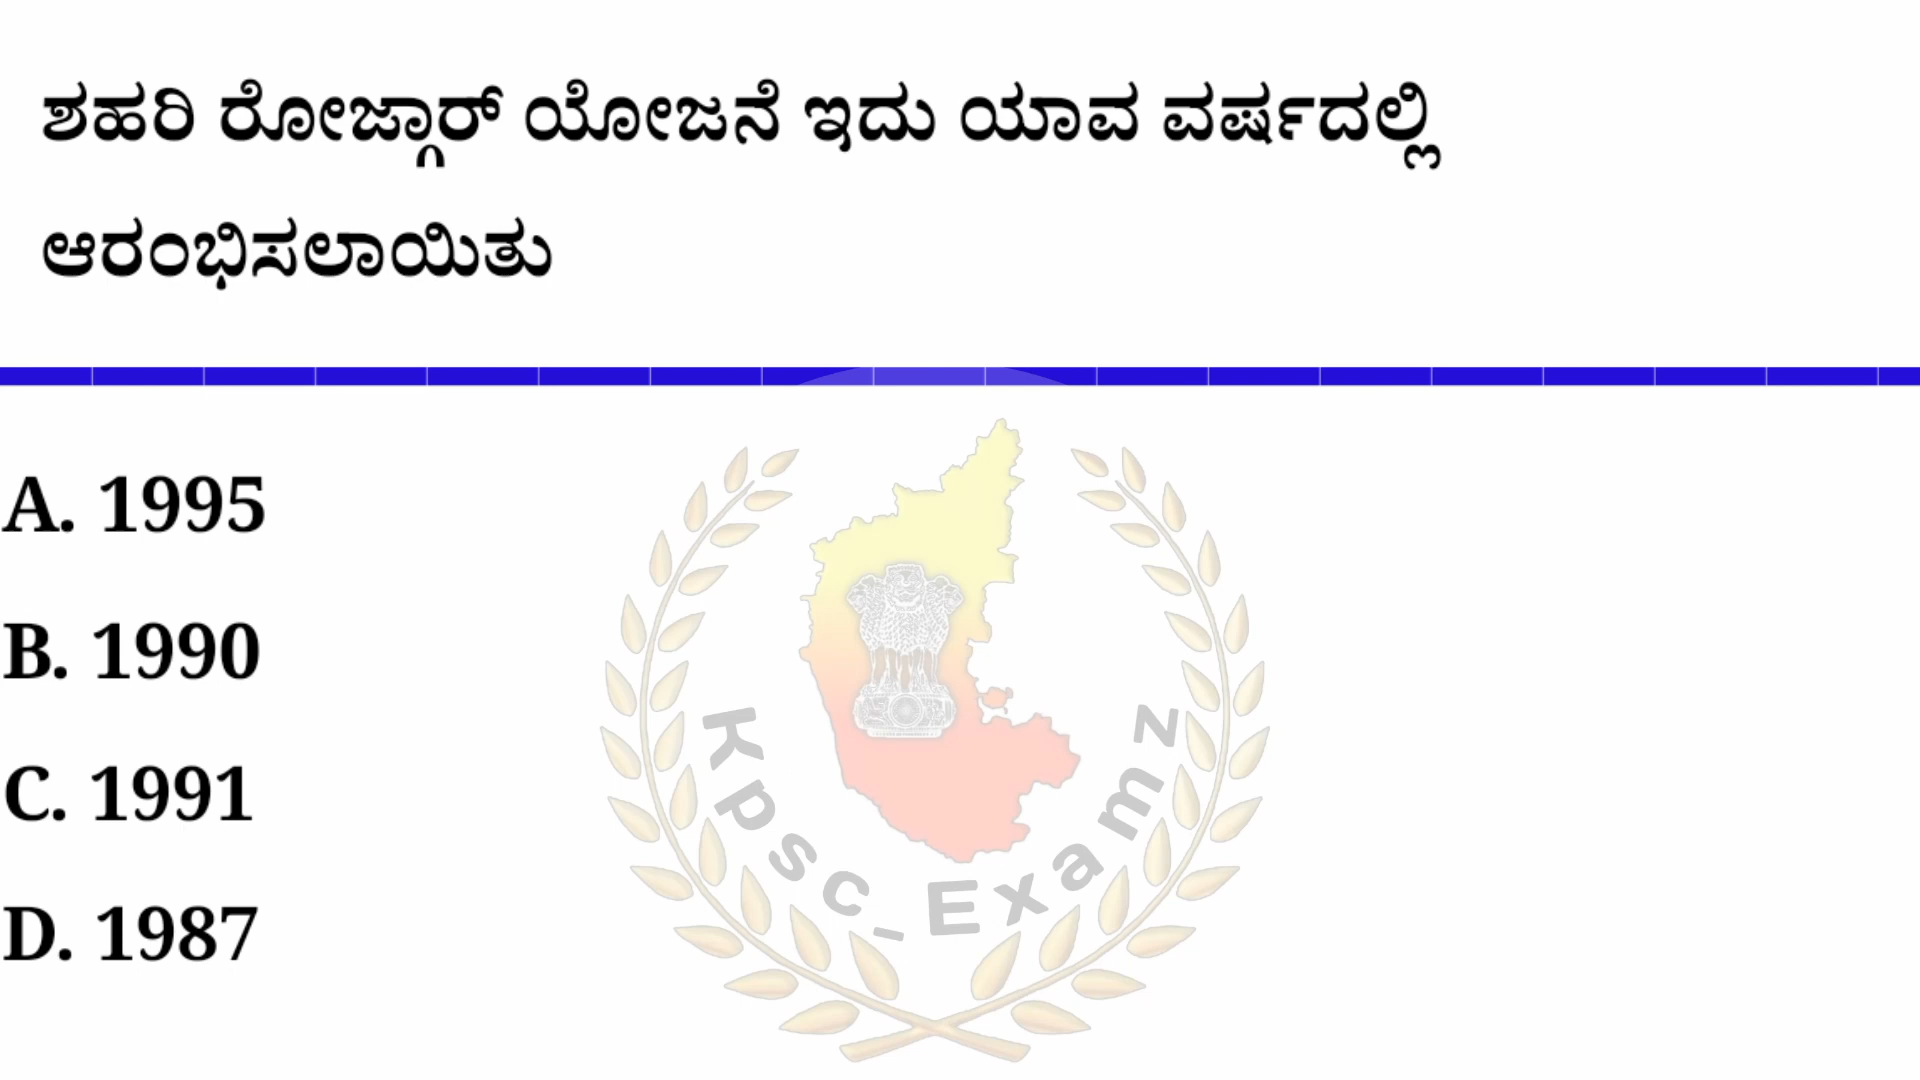 ಶಹರಿ ರೋಜ್ಗಾರ್ ಯೋಜನೆ ಇದು ಯಾವ ವರ್ಷದಲ್ಲಿ
ಆರಂಭಿಸಲಾಯಿತು
A. 1995
B. 1990
C. 1991
D. 1987
Kpsc_Examz